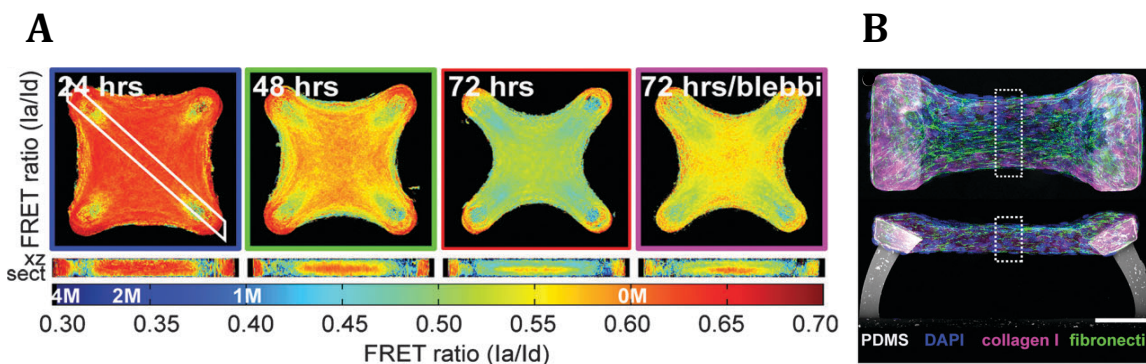 A
B
24 hrs
48 hrs
72 hrs
72 hrs/blebbi
FRET ratio (Ia/Id)
xz
sect
4M 2M 1M 0M
0.30 0.35 0.40 0.45 0.50 0.55 0.60 0.65 0.70
FRET ratio (Ia/Id)
PDMS DAPI collagen I fibronecti